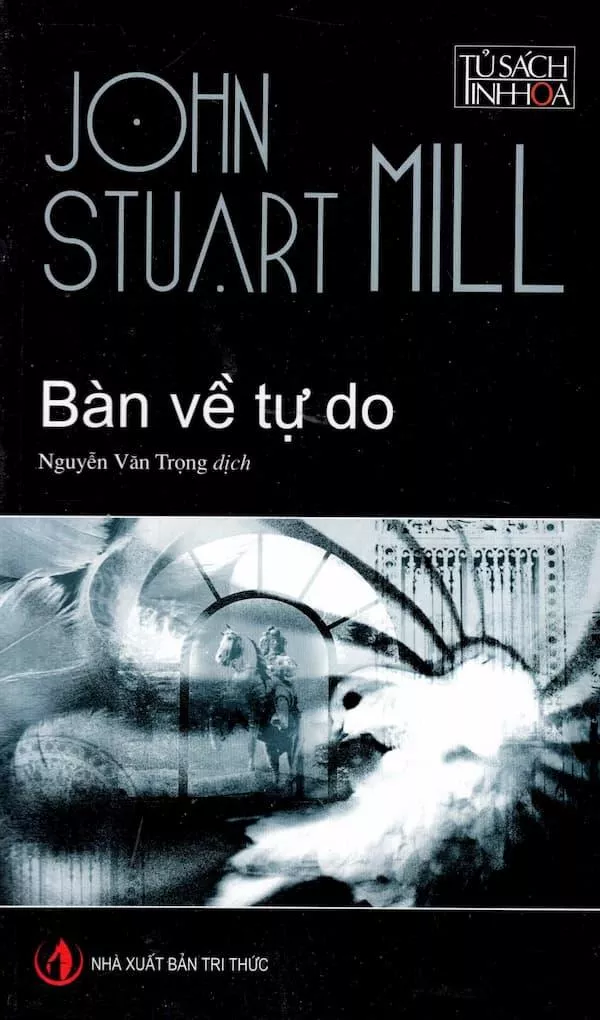 TỦ SÁCH
TINH HOA
JOHN
STUART MILL
Bàn về tự do
Nguyễn Văn Trọng dịch
NHÀ XUẤT BẢN TRI THỨC